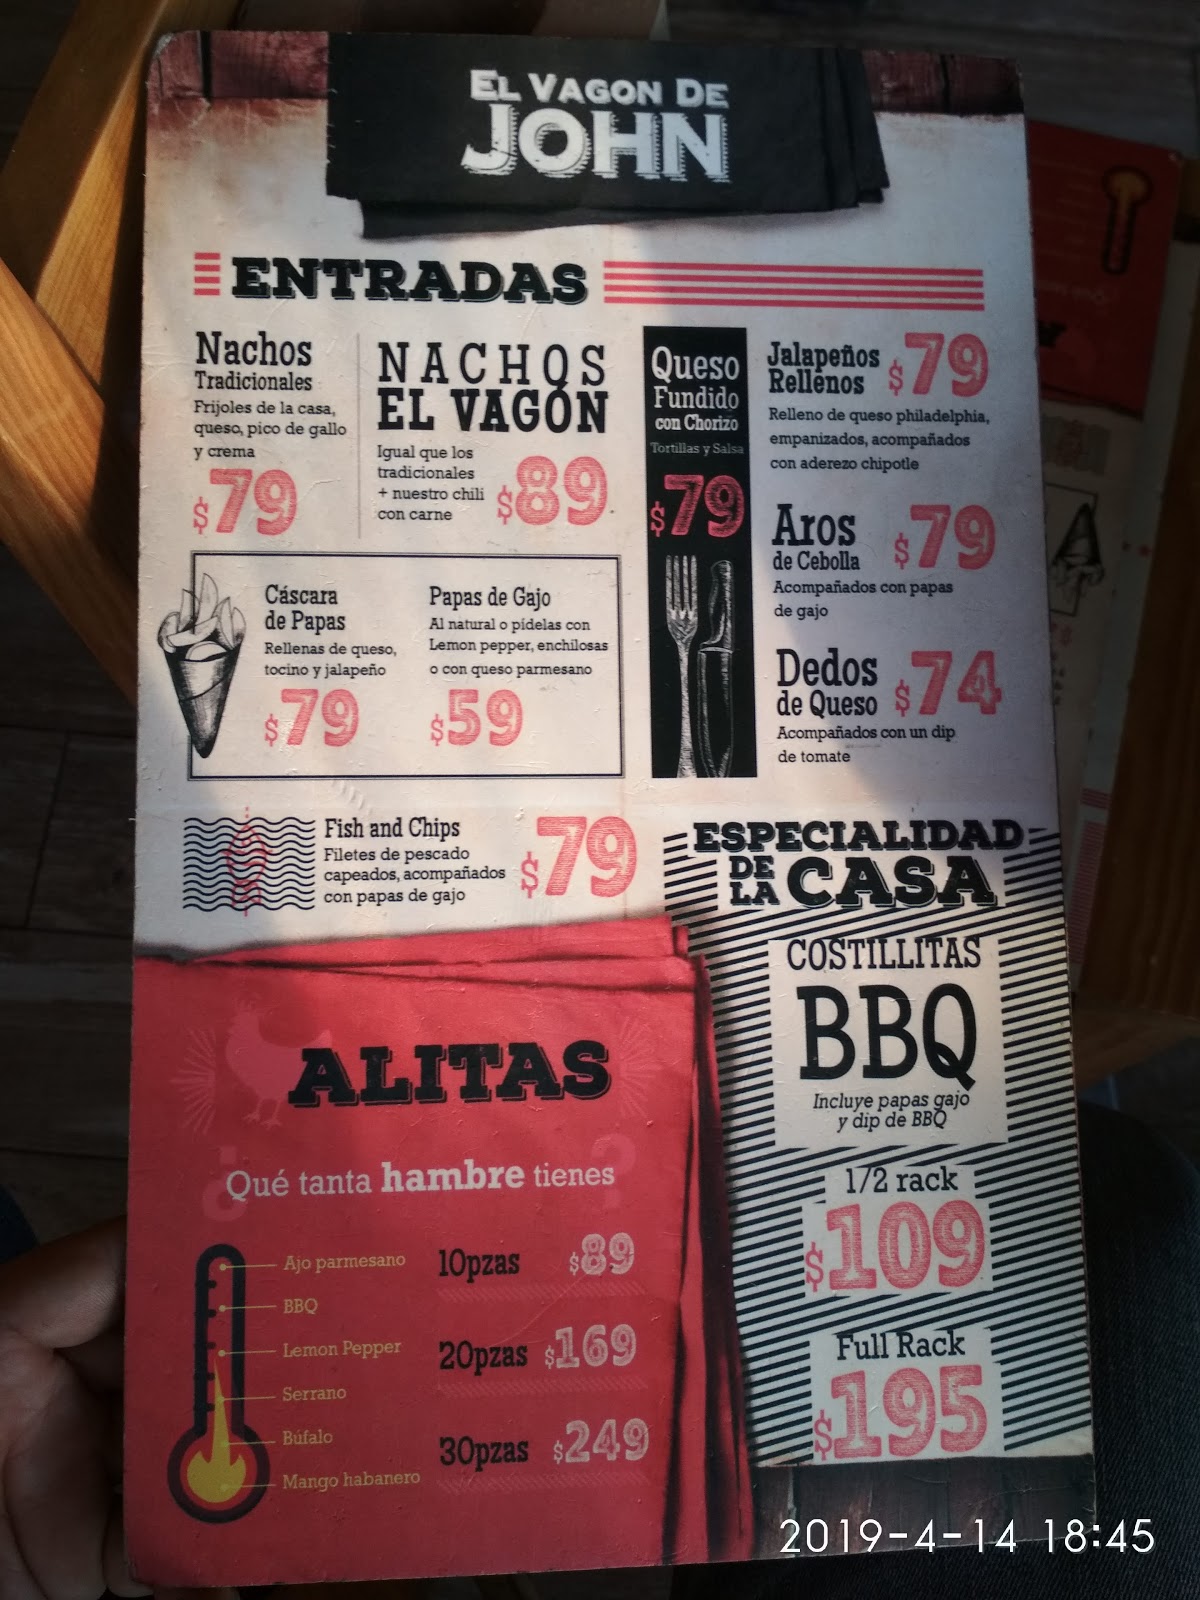 EL VAGON DE
JOHN
ENTRADAS
Nachos
Tradicionales
Frijoles de la casa,
queso, pico de gallo
y crema
$79
NACHOS
EL VAGÓN
Igual que los
tradicionales
+ nuestro chili
con carne
$89
Queso
Fundido
con Chorizo
Tortillas y Salsa
$79
Jalapeños
Rellenos
$79
Relleno de queso philadelphia,
empanizados, acompañados
con aderezo chipotle
Aros
de Cebolla
$79
Acompañados con papas
de gajo
Dedos
de Queso
$74
Acompañados con un dip
de tomate
Cáscara
de Papas
Rellenas de queso,
tocino y jalapeño
$79
Papas de Gajo
Al natural o pídelas con
Lemon pepper, enchilosas
o con queso parmesano
$59
Fish and Chips
Filetes de pescado
capeados, acompañados
con papas de gajo
$79
ESPECIALIDAD
DE
LA CASA
COSTILLITAS
BBQ
Incluye papas gajo
y dip de BBQ
1/2 rack
$109
Full Rack
$195
ALITAS
¿Qué tanta hambre tienes?
Ajo parmesano
BBQ
Lemon Pepper
Serrano
Búfalo
Mango habanero
10pzas $89
20pzas $169
30pzas $249
2019-4-14 18:45